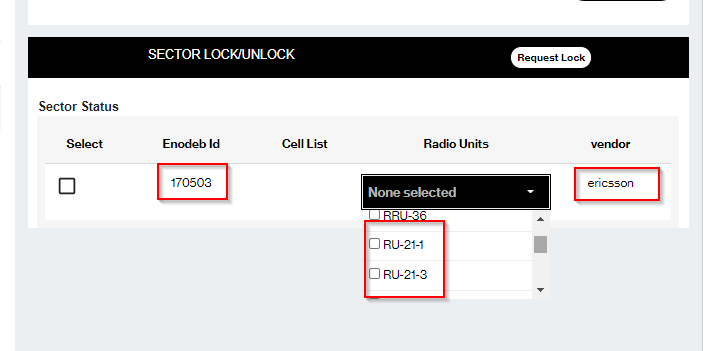 SECTOR LOCK/UNLOCK
Request Lock
Sector Status
Select Enodeb Id Cell List Radio Units vendor
170503 None selected ericsson
RRU-36
RU-21-1
RU-21-3